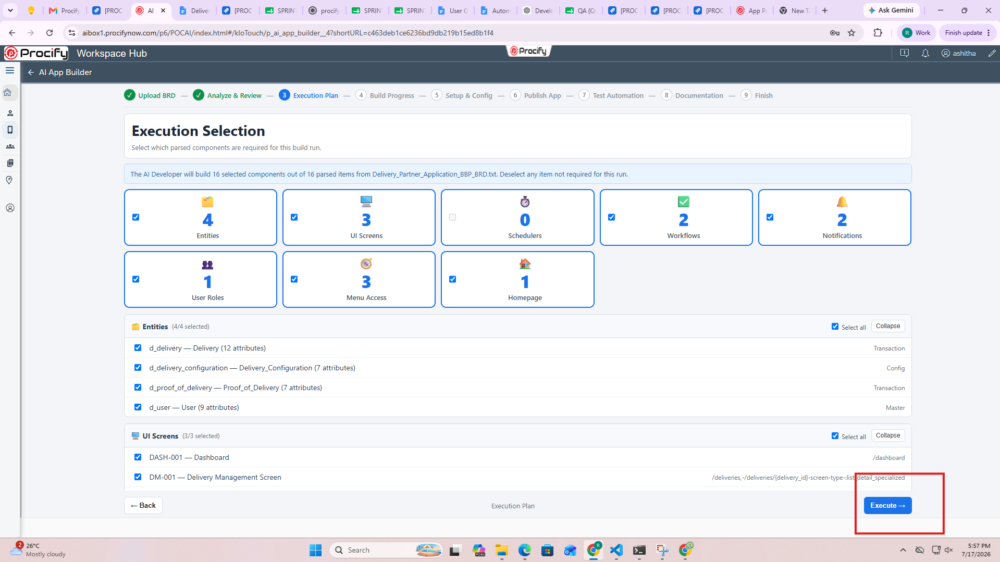 Procify
[PROC
AI
Deliver
[PROC
SPRINT
procify
SPRINT
SPRINT
User G
Autom
Develo
QA (Qu
[PROC
[PROC
[PROC
App Pu
New Ta
Ask Gemini
aibox1.procifynow.com/p6/POCAI/index.html#/kloTouch/p_ai_app_builder__4?shortURL=c463deb1ce6236bd9db219b15ed8b1f4
R Work
Finish update
Procify Workspace Hub
Procify
ashitha
← AI App Builder
✓ Upload BRD — ✓ Analyze & Review — 3 Execution Plan — 4 Build Progress — 5 Setup & Config — 6 Publish App — 7 Test Automation — 8 Documentation — 9 Finish
Execution Selection
Select which parsed components are required for this build run.
The AI Developer will build 16 selected components out of 16 parsed items from Delivery_Partner_Application_BBP_BRD.txt. Deselect any item not required for this run.
4
Entities
3
UI Screens
0
Schedulers
2
Workflows
2
Notifications
1
User Roles
3
Menu Access
1
Homepage
Entities (4/4 selected) Select all Collapse
d_delivery — Delivery (12 attributes) Transaction
d_delivery_configuration — Delivery_Configuration (7 attributes) Config
d_proof_of_delivery — Proof_of_Delivery (7 attributes) Transaction
d_user — User (9 attributes) Master
UI Screens (3/3 selected) Select all Collapse
DASH-001 — Dashboard /dashboard
DM-001 — Delivery Management Screen /deliveries,-/deliveries/{delivery_id}-screen-type-:list_detail_specialized
← Back Execution Plan Execute →
2
26°C
Mostly cloudy
Search
M365
R
5:57 PM
7/17/2026